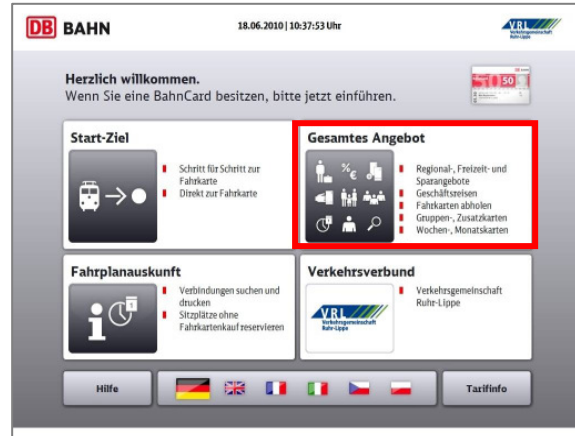 DB BAHN
18.06.2010 | 10:37:53 Uhr
VRL
Verkehrsgemeinschaft
Ruhr-Lippe
Herzlich willkommen.
Wenn Sie eine BahnCard besitzen, bitte jetzt einführen.
50
Start-Ziel
Schritt für Schritt zur
Fahrkarte
Direkt zur Fahrkarte
Gesamtes Angebot
%
€
Regional-, Freizeit- und
Sparangebote
Geschäftsreisen
Fahrkarten abholen
Gruppen-, Zusatzkarten
Wochen-, Monatskarten
Fahrplanauskunft
Verbindungen suchen und
drucken
Sitzplätze ohne
Fahrkartenkauf reservieren
Verkehrsverbund
VRL
Verkehrsgemeinschaft
Ruhr-Lippe
Verkehrsgemeinschaft
Ruhr-Lippe
Hilfe
Tarifinfo